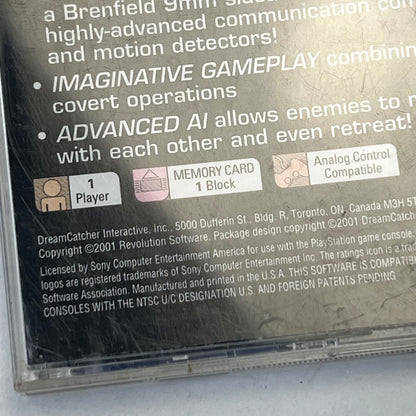 a Brenfield 9mm
highly-advanced communication
and motion detectors!
• IMAGINATIVE GAMEPLAY
covert operations
• ADVANCED AI allows enemies to
with each other and even retreat!
1 Player
MEMORY CARD
1 Block
Analog Control
Compatible
DreamCatcher Interactive, Inc., 5000 Dufferin St., Bldg. R, Toronto, ON, Canada M3H
Copyright ©2001 Revolution Software. Package design copyright ©2001 DreamCatcher
Licensed by Sony Computer Entertainment America for use with the PlayStation game console.
logos are registered trademarks of Sony Computer Entertainment Inc. The ratings icon is a
Software Association. Manufactured and printed in the U.S.A. THIS SOFTWARE IS COMPATIB
CONSOLES WITH THE NTSC U/C DESIGNATION U.S. AND FOREIGN PATENTS PENDING